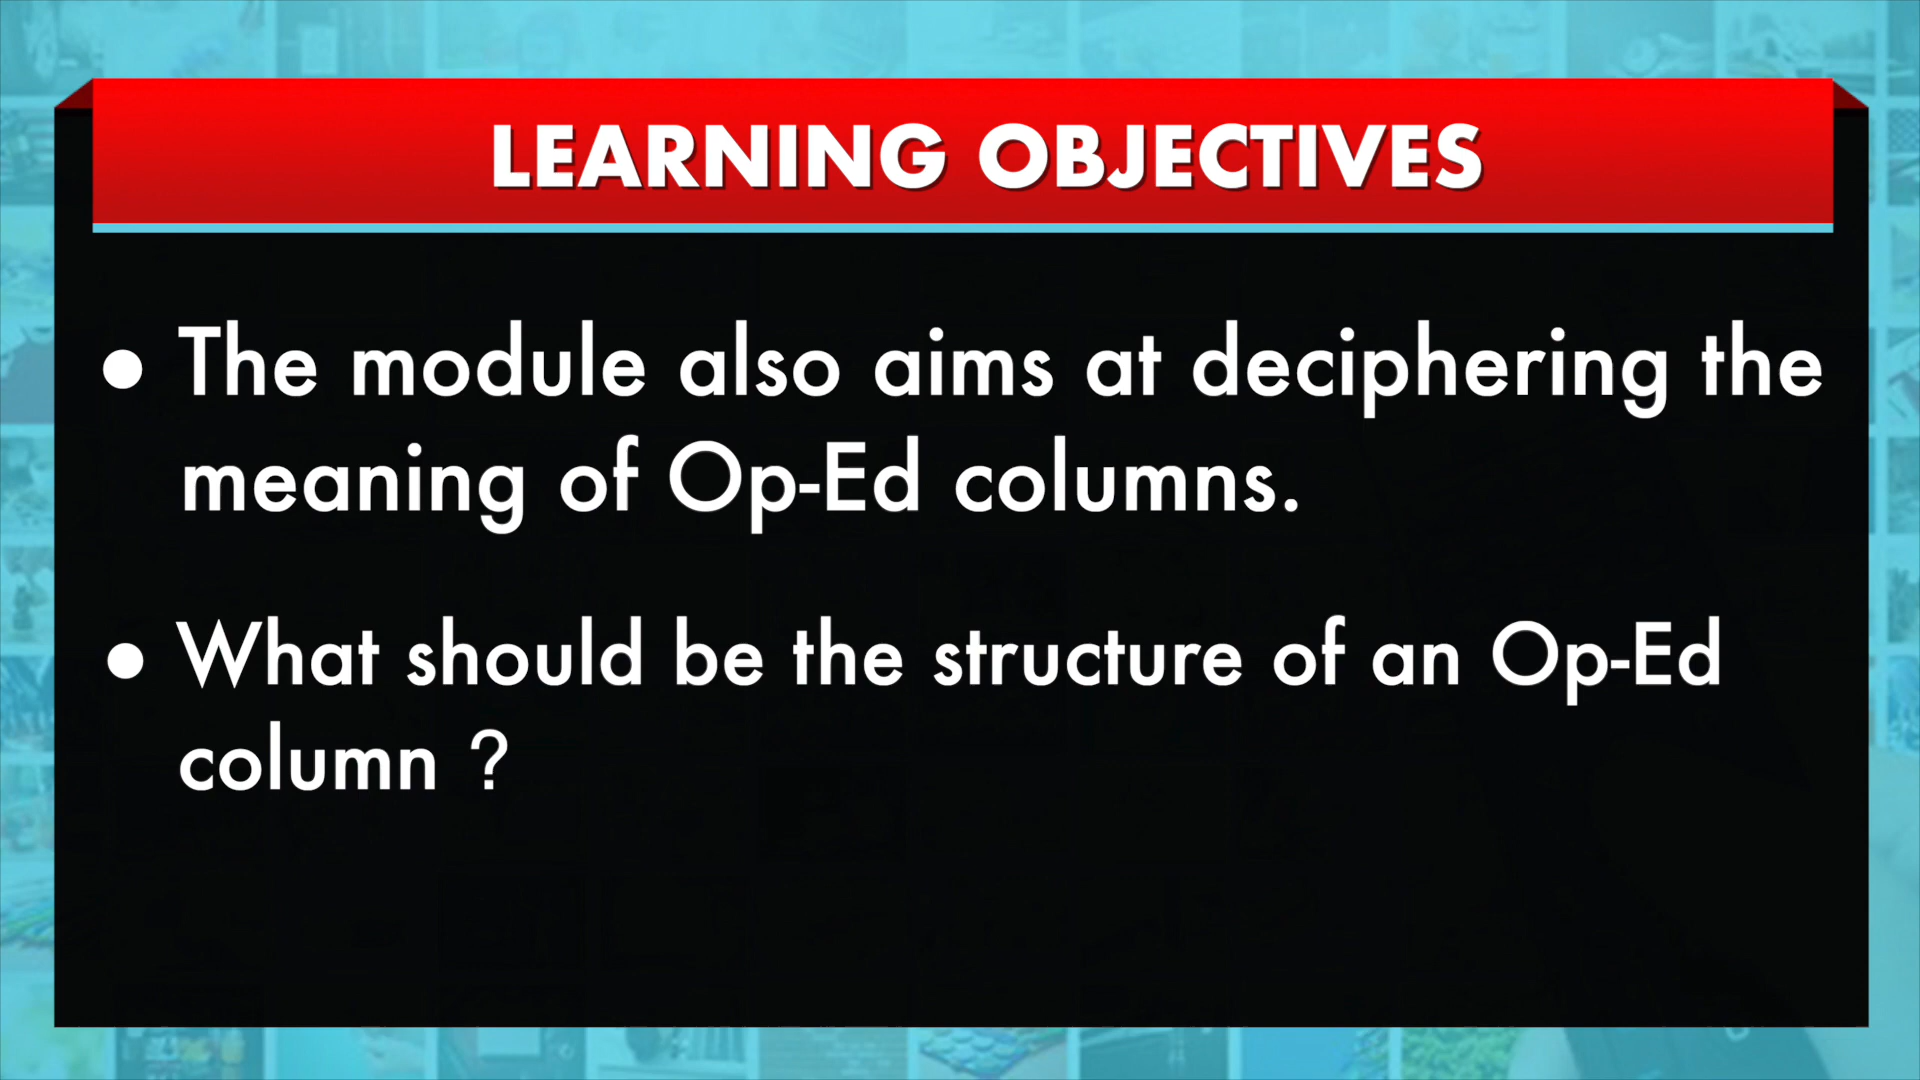 LEARNING OBJECTIVES
● The module also aims at deciphering the
meaning of Op-Ed columns.
● What should be the structure of an Op-Ed
column ?